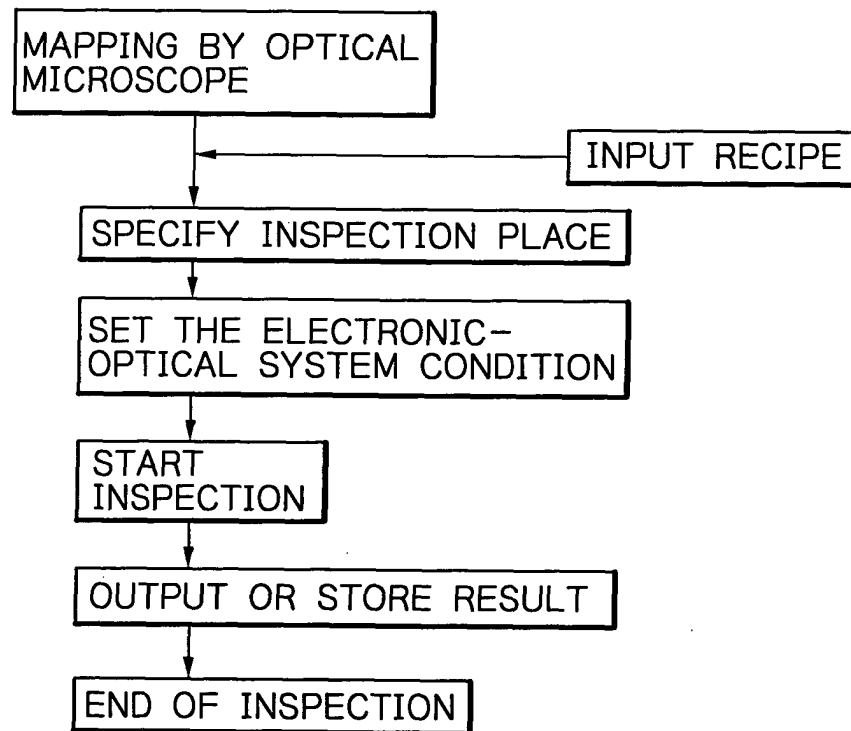 MAPPING BY OPTICAL
MICROSCOPE
INPUT RECIPE
SPECIFY INSPECTION PLACE
SET THE ELECTRONIC-
OPTICAL SYSTEM CONDITION
START
INSPECTION
OUTPUT OR STORE RESULT
END OF INSPECTION